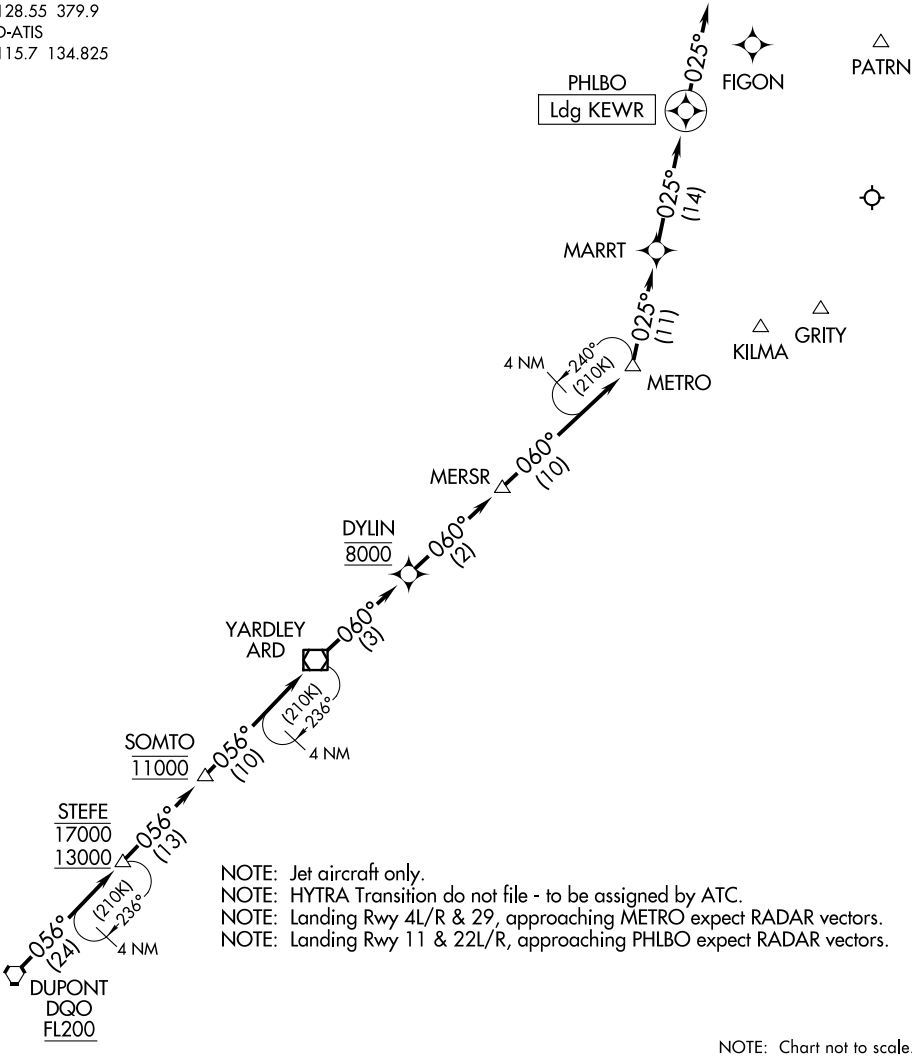 128.55 379.9
D-ATIS
115.7 134.825
025°
FIGON
PATRN
PHLBO
Ldg KEWR
025°
(14)
MARRT
025°
(11)
KILMA
GRITY
4 NM
240°
(210K)
METRO
060°
(10)
MERSR
060°
(2)
DYLIN
8000
060°
(3)
YARDLEY
ARD
(210K)
236°
4 NM
056°
(10)
SOMTO
11000
056°
(13)
STEFE
17000
13000
(210K)
236°
4 NM
056°
(24)
DUPONT
DQO
FL200
NOTE: Jet aircraft only.
NOTE: HYTRA Transition do not file - to be assigned by ATC.
NOTE: Landing Rwy 4L/R & 29, approaching METRO expect RADAR vectors.
NOTE: Landing Rwy 11 & 22L/R, approaching PHLBO expect RADAR vectors.
NOTE: Chart not to scale.